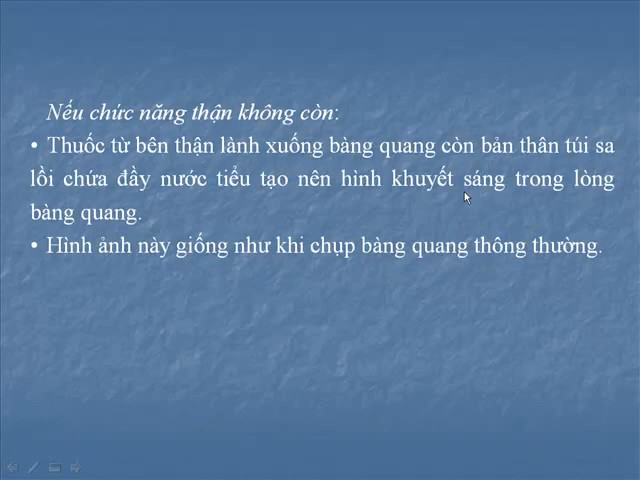 Nếu chức năng thận không còn:
• Thuốc từ bên thận lành xuống bàng quang còn bản thân túi sa
lồi chứa đầy nước tiểu tạo nên hình khuyết sáng trong lòng
bàng quang.
• Hình ảnh này giống như khi chụp bàng quang thông thường.